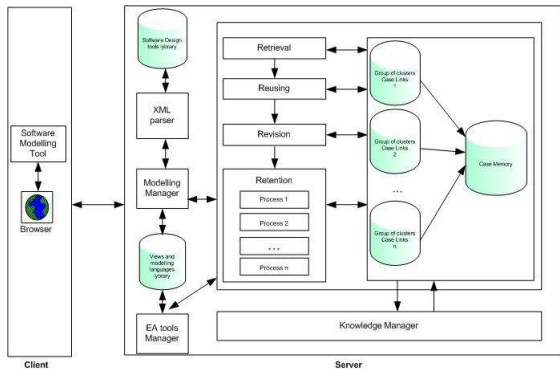 Software Design
tools lybrary
XML
parser
Software
Modelling
Tool
Browser
Modelling
Manager
Views and
modelling
languages
lybrary
EA tools
Manager
Retrieval
Reusing
Revision
Retention
Process 1
Process 2
...
Process n
Group of clusters
Case Links
1
Group of clusters
Case Links
2
...
Group of clusters
Case Links
n
Case Memory
Knowledge Manager
Client
Server